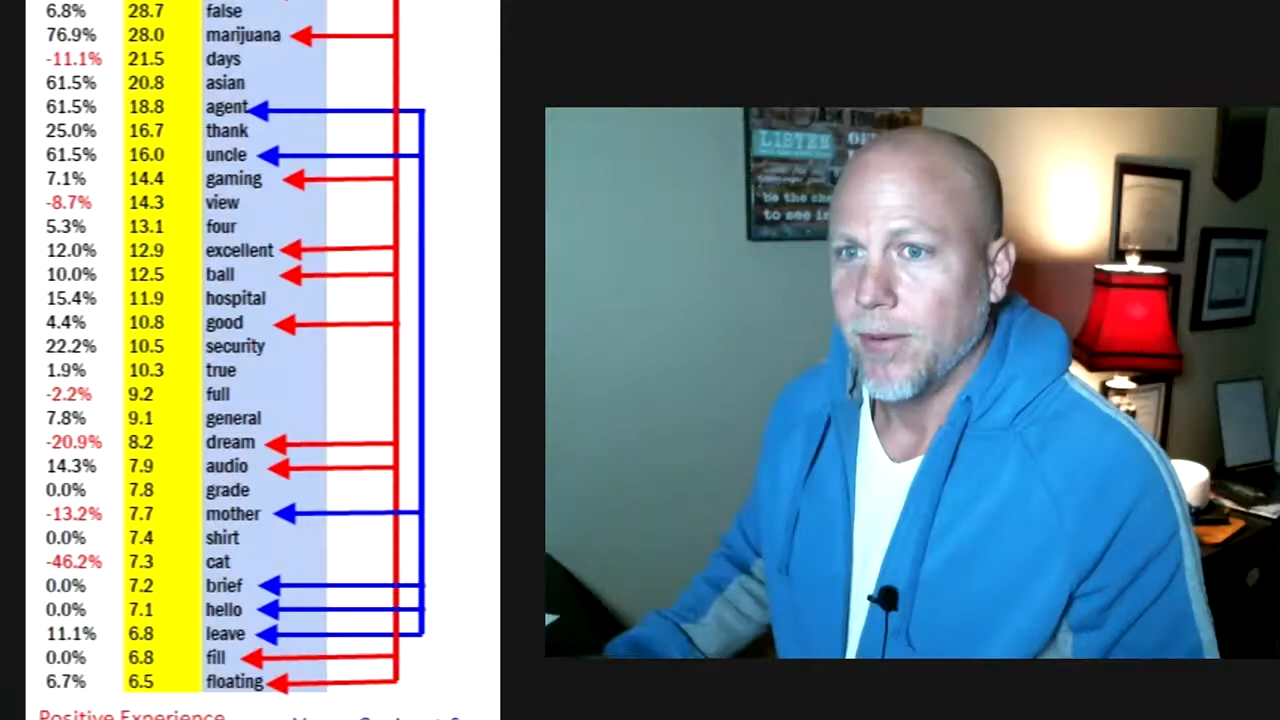 6.8% 28.7 false
76.9% 28.0 marijuana
-11.1% 21.5 days
61.5% 20.8 asian
61.5% 18.8 agent
25.0% 16.7 thank
61.5% 16.0 uncle
7.1% 14.4 gaming
-8.7% 14.3 view
5.3% 13.1 four
12.0% 12.9 excellent
10.0% 12.5 ball
15.4% 11.9 hospital
4.4% 10.8 good
22.2% 10.5 security
1.9% 10.3 true
-2.2% 9.2 full
7.8% 9.1 general
-20.9% 8.2 dream
14.3% 7.9 audio
0.0% 7.8 grade
-13.2% 7.7 mother
0.0% 7.4 shirt
-46.2% 7.3 cat
0.0% 7.2 brief
0.0% 7.1 hello
11.1% 6.8 leave
0.0% 6.8 fill
6.7% 6.5 floating
Positive Experience
LISTEN
be the
to see in